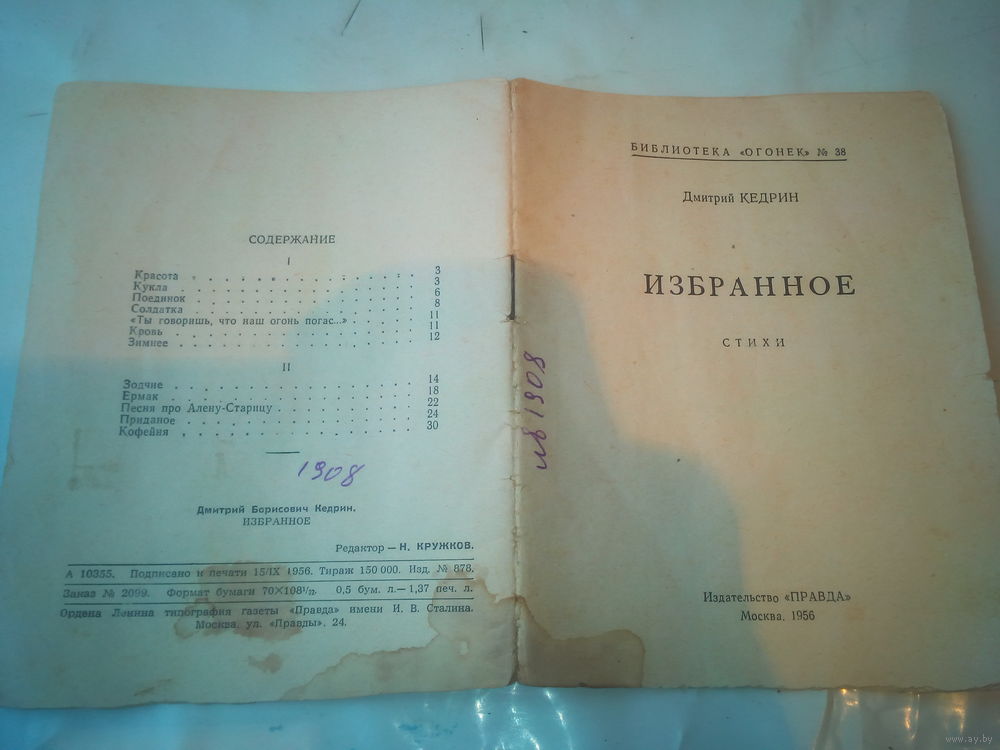 СОДЕРЖАНИЕ
I
Красота . . . . . . . . . . . . . . . 3
Кукла . . . . . . . . . . . . . . . 3
Поединок . . . . . . . . . . . . . . 6
Солдатка . . . . . . . . . . . . . . 8
«Ты говоришь, что наш огонь погас...» . . . . . 11
Кровь . . . . . . . . . . . . . . . 11
Зимнее . . . . . . . . . . . . . . . 12
II
Зодчие . . . . . . . . . . . . . . . 14
Ермак . . . . . . . . . . . . . . . 18
Песня про Алену-Старицу . . . . . . . . . 22
Приданое . . . . . . . . . . . . . . 24
Кофейня . . . . . . . . . . . . . . 30
1908
Дмитрий Борисович Кедрин.
ИЗБРАННОЕ
Редактор — Н. КРУЖКОВ.
А 10355. Подписано к печати 15/IX 1956. Тираж 150 000. Изд. № 878.
Заказ № 2099. Формат бумаги 70×108¹/₃₂. 0,5 бум. л.— 1,37 печ. л.
Ордена Ленина типография газеты «Правда» имени И. В. Сталина.
Москва, ул. «Правды», 24.
БИБЛИОТЕКА «ОГОНЕК» № 38
Дмитрий КЕДРИН
ИЗБРАННОЕ
СТИХИ
1908
Издательство «ПРАВДА»
Москва. 1956
www.ay.by